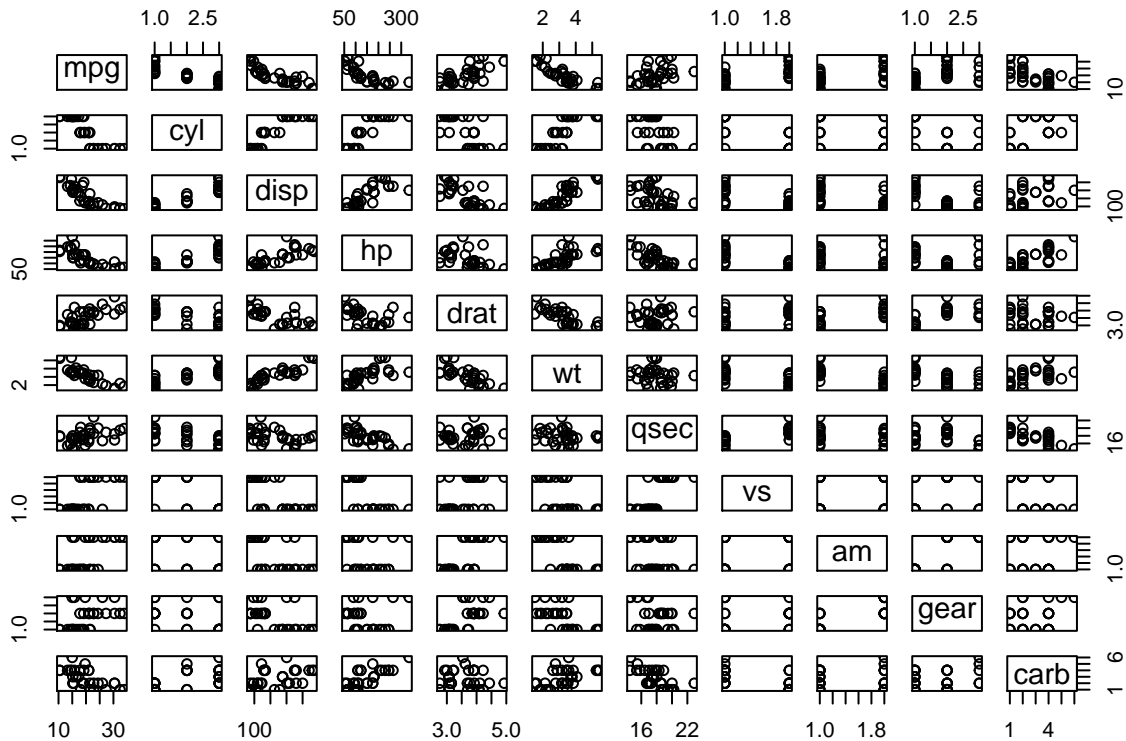 1.0 2.5 50 300 2 4 1.0 1.8 1.0 2.5
mpg 10
1.0 cyl
disp 100
50 hp
drat 3.0
2 wt
qsec 16
1.0 vs
am 1.0
1.0 gear
carb 1 6
10 30 100 3.0 5.0 16 22 1.0 1.8 1 4